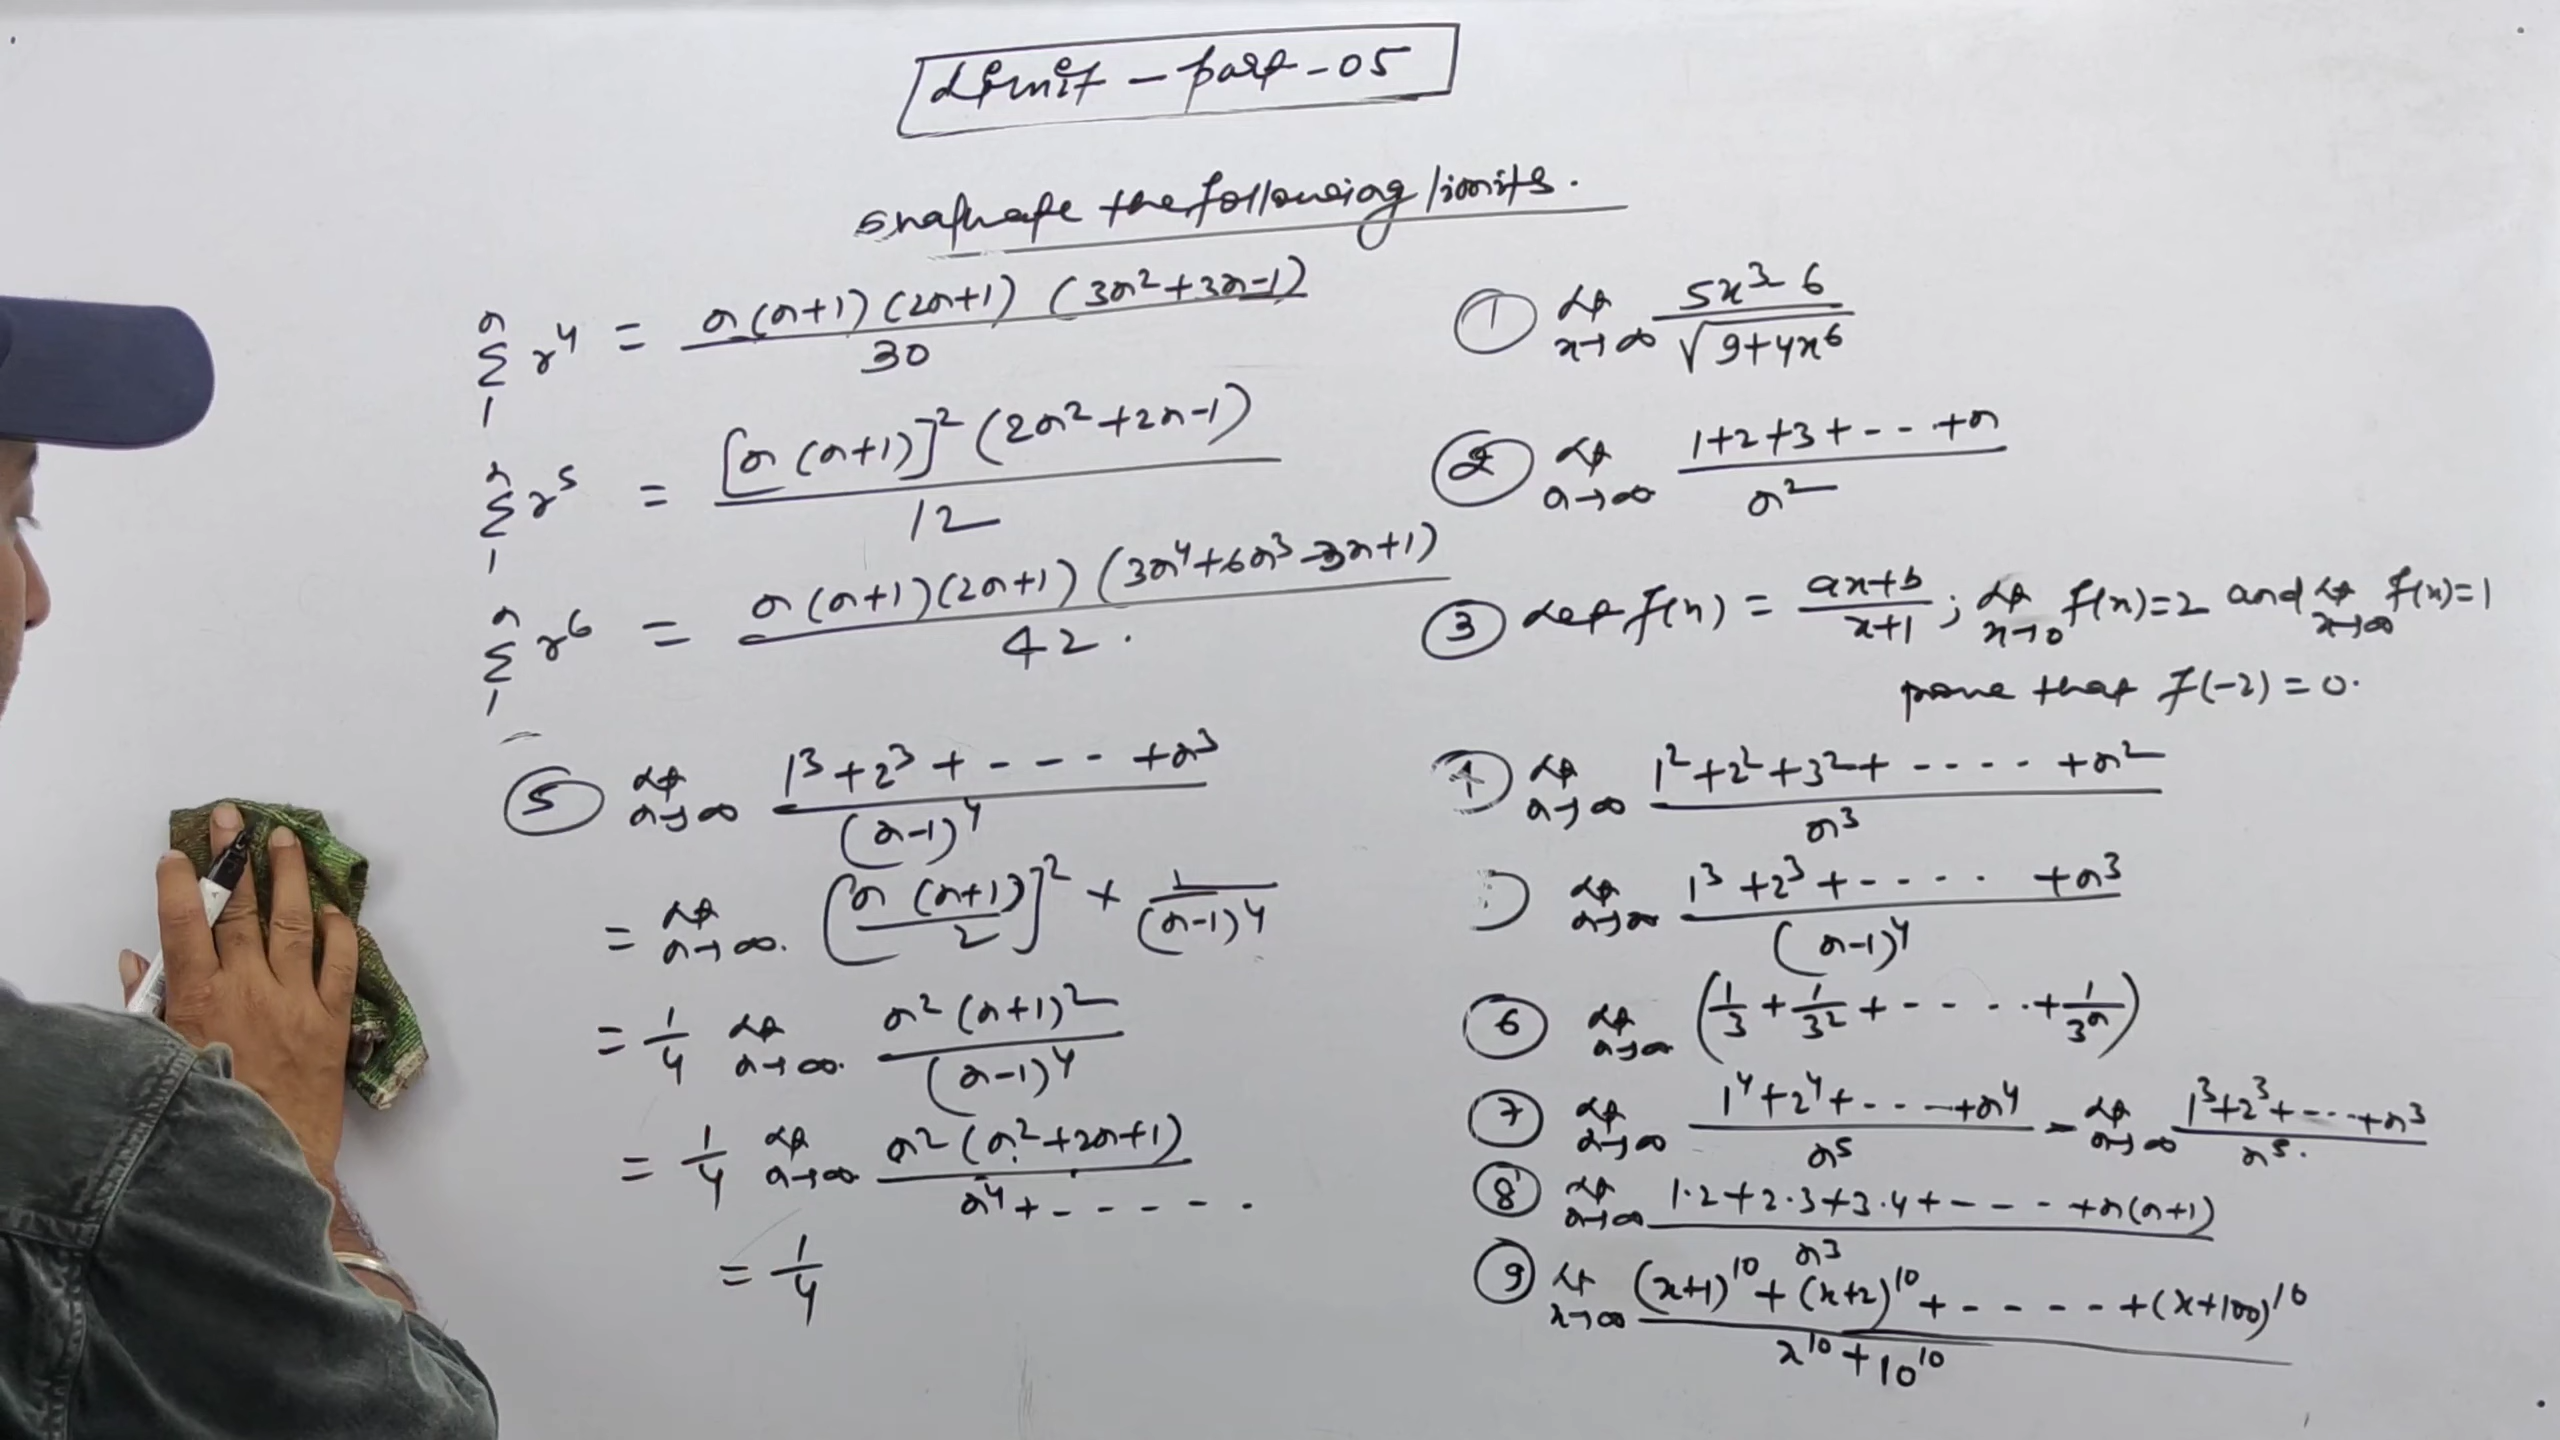 Limit - part - 05
Evaluate the following limits.
n Σ 1 r⁴ = n(n+1)(2n+1)(3n²+3n-1) / 30
n Σ 1 r⁵ = [n(n+1)]²(2n²+2n-1) / 12
n Σ 1 r⁶ = n(n+1)(2n+1)(3n⁴+6n³-3n+1) / 42.
⑤ Lt n→∞ 1³+2³+----+n³ / (n-1)⁴
= Lt n→∞. [n(n+1)/2]² + 1/(n-1)⁴
= 1/4 Lt n→∞. n²(n+1)² / (n-1)⁴
= 1/4 Lt n→∞ n²(n²+2n+1) / n⁴+------.
= 1/4
① Lt x→∞ 5x³-6 / √9+4x⁶
② Lt n→∞ 1+2+3+--..+n / n²
③ Let f(x) = ax+b / x+1 ; Lt x→0 f(x)=2 and Lt x→∞ f(x)=1
prove that f(-2)=0.
④ Lt n→∞ 1²+2²+3²+-----+n² / n³
) Lt n→∞ 1³+2³+-----+n³ / (n-1)⁴
⑥ Lt n→∞ (1/3 + 1/3² + -----+ 1/3ⁿ)
⑦ Lt n→∞ 1⁴+2⁴+----+n⁴ / n⁵ - Lt n→∞ 1³+2³+----+n³ / n⁵.
⑧ Lt n→∞ 1·2+2·3+3·4+----+n(n+1) / n³
⑨ Lt x→∞ (x+1)¹⁰+(x+2)¹⁰+-----+(x+100)¹⁰ / x¹⁰+10¹⁰